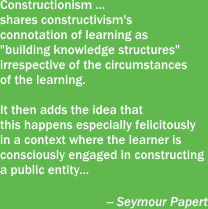 Constructionism ...
shares constructivism's
connotation of learning as
"building knowledge structures"
irrespective of the circumstances
of the learning.

It then adds the idea that
this happens especially felicitously
in a context where the learner is
consciously engaged in constructing
a public entity...

– Seymour Papert